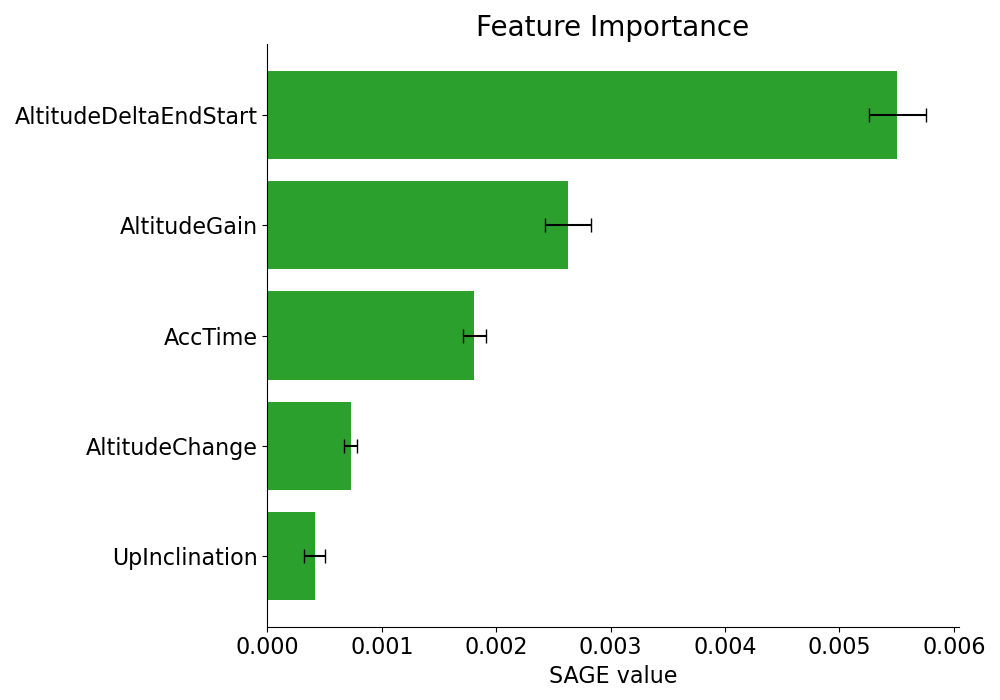 Feature Importance
AltitudeDeltaEndStart
AltitudeGain
AccTime
AltitudeChange
UpInclination
0.000 0.001 0.002 0.003 0.004 0.005 0.006
SAGE value